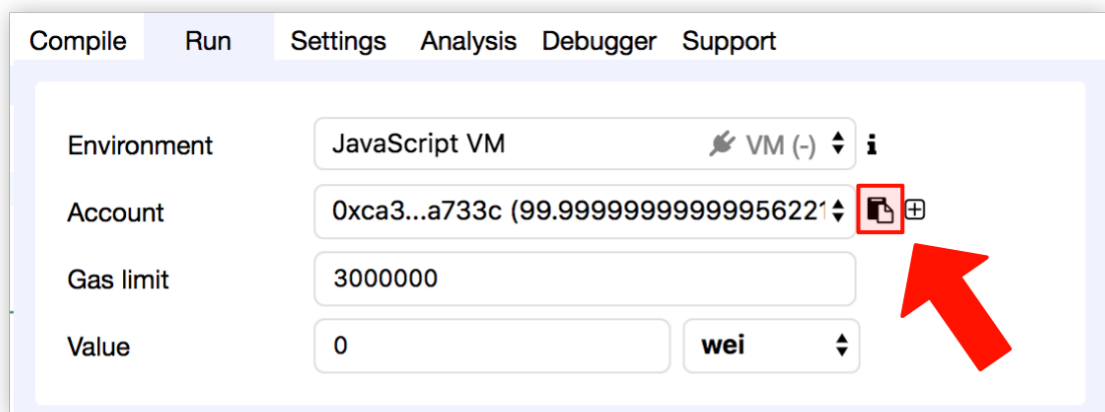 Compile Run Settings Analysis Debugger Support
Environment JavaScript VM VM (-) i
Account 0xca3...a733c (99.99999999999956221
Gas limit 3000000
Value 0 wei